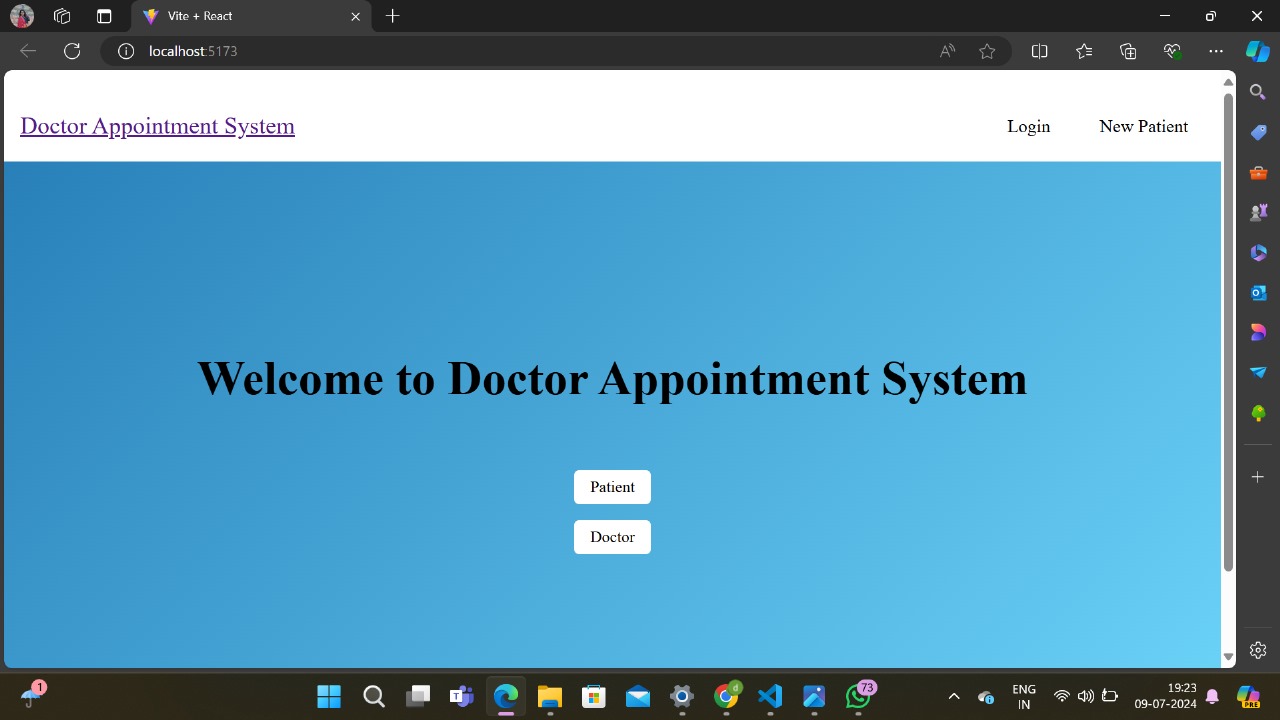 Vite + React
localhost:5173
Doctor Appointment System
Login
New Patient
Welcome to Doctor Appointment System
Patient
Doctor
1
73
d
ENG
IN
19:23
09-07-2024
PRE